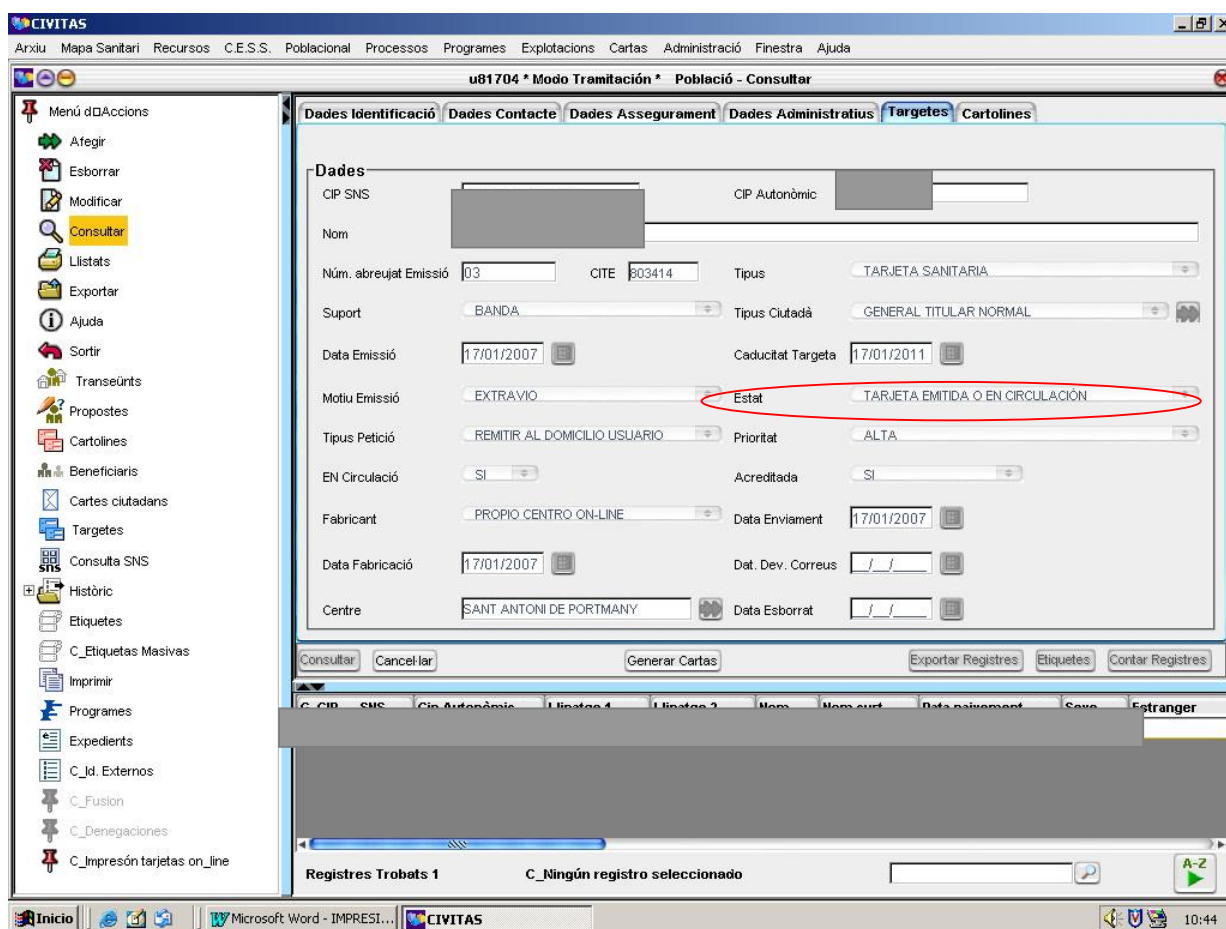 CIVITAS
Arxiu Mapa Sanitari Recursos C.E.S.S. Poblacional Processos Programes Explotacions Cartas Administració Finestra Ajuda
u81704 * Modo Tramitación * Població - Consultar
Menú d□Accions
Afegir
Esborrar
Modificar
Consultar
Llistats
Exportar
Ajuda
Sortir
Transeünts
Propostes
Cartolines
Beneficiaris
Cartes ciutadans
Targetes
sns Consulta SNS
Històric
Etiquetes
C_Etiquetas Masivas
Imprimir
Programes
Expedients
C_Id. Externos
C_Fusion
C_Denegaciones
C_Impresón tarjetas on_line
Dades Identificació Dades Contacte Dades Assegurament Dades Administratius Targetes Cartolines
Dades
CIP SNS CIP Autonòmic
Nom
Núm. abreujat Emissió 03 CITE 803414 Tipus TARJETA SANITARIA
Suport BANDA Tipus Ciutadà GENERAL TITULAR NORMAL
Data Emissió 17/01/2007 Caducitat Targeta 17/01/2011
Motiu Emissió EXTRAVIO Estat TARJETA EMITIDA O EN CIRCULACIÓN
Tipus Petició REMITIR AL DOMICILIO USUARIO Prioritat ALTA
EN Circulació SI Acreditada SI
Fabricant PROPIO CENTRO ON-LINE Data Enviament 17/01/2007
Data Fabricació 17/01/2007 Dat. Dev. Correus __/__/____
Centre SANT ANTONI DE PORTMANY Data Esborrat __/__/____
Consultar Cancel·lar Generar Cartas Exportar Registres Etiquetes Contar Registres
C_CIP SNS Cip Autonòmic Llinatge 1 Llinatge 2 Nom Nom curt Data naixement Sexe Estranger
Registres Trobats 1 C_Ningún registro seleccionado A-Z
Inicio Microsoft Word - IMPRESI... CIVITAS 10:44